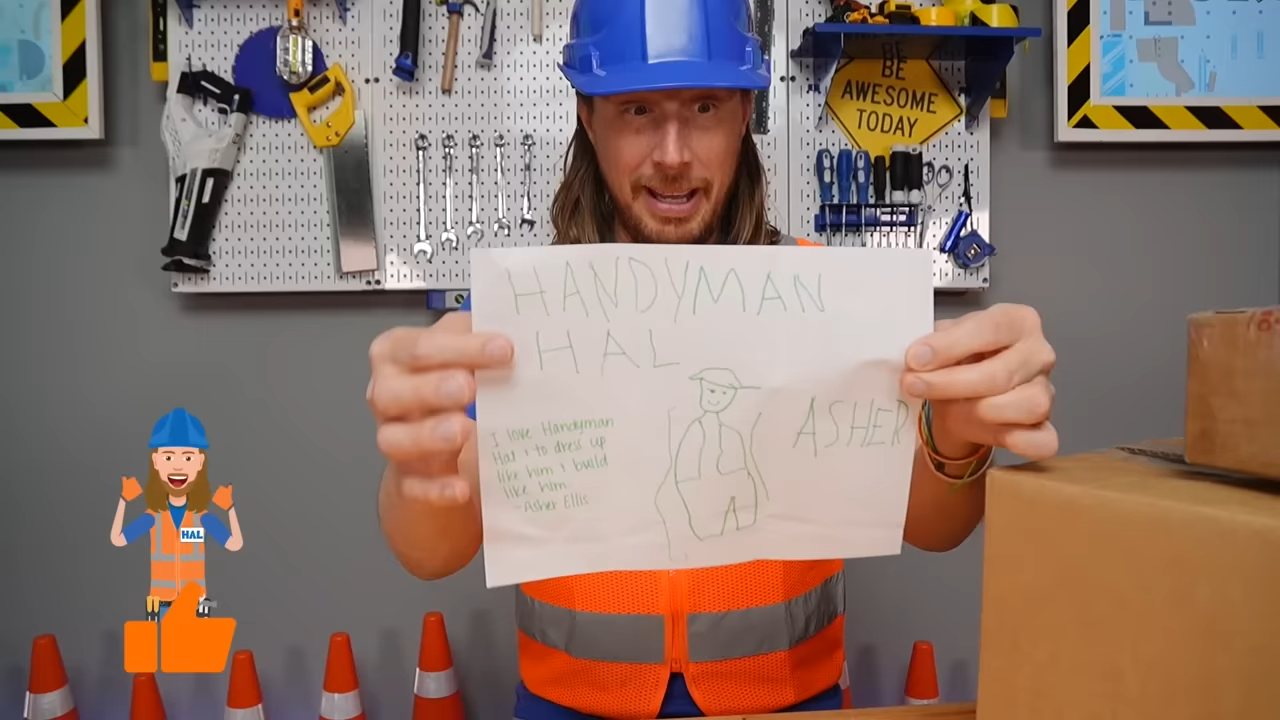 BE
BE
AWESOME
TODAY
HANDYMAN
HAL
ASHER
I love Handyman
Hal & to dress up
like him & build
like him.
-Asher Ellis
HAL